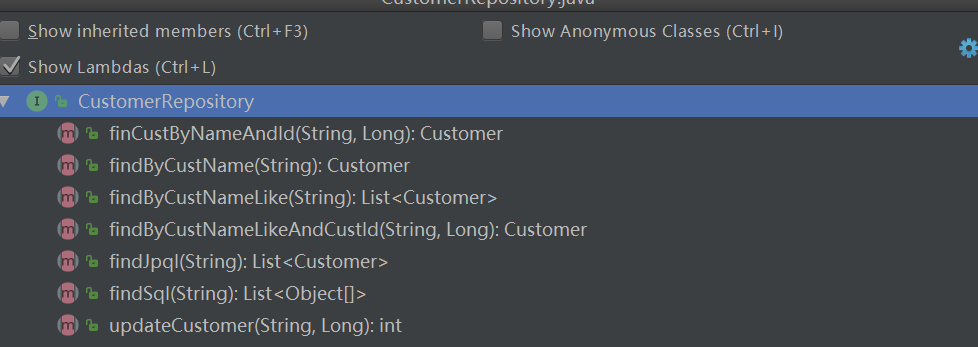 CustomerRepository.java
Show inherited members (Ctrl+F3)
Show Anonymous Classes (Ctrl+I)
Show Lambdas (Ctrl+L)
I CustomerRepository
m finCustByNameAndId(String, Long): Customer
m findByCustName(String): Customer
m findByCustNameLike(String): List<Customer>
m findByCustNameLikeAndCustId(String, Long): Customer
m findJpql(String): List<Customer>
m findSql(String): List<Object[]>
m updateCustomer(String, Long): int